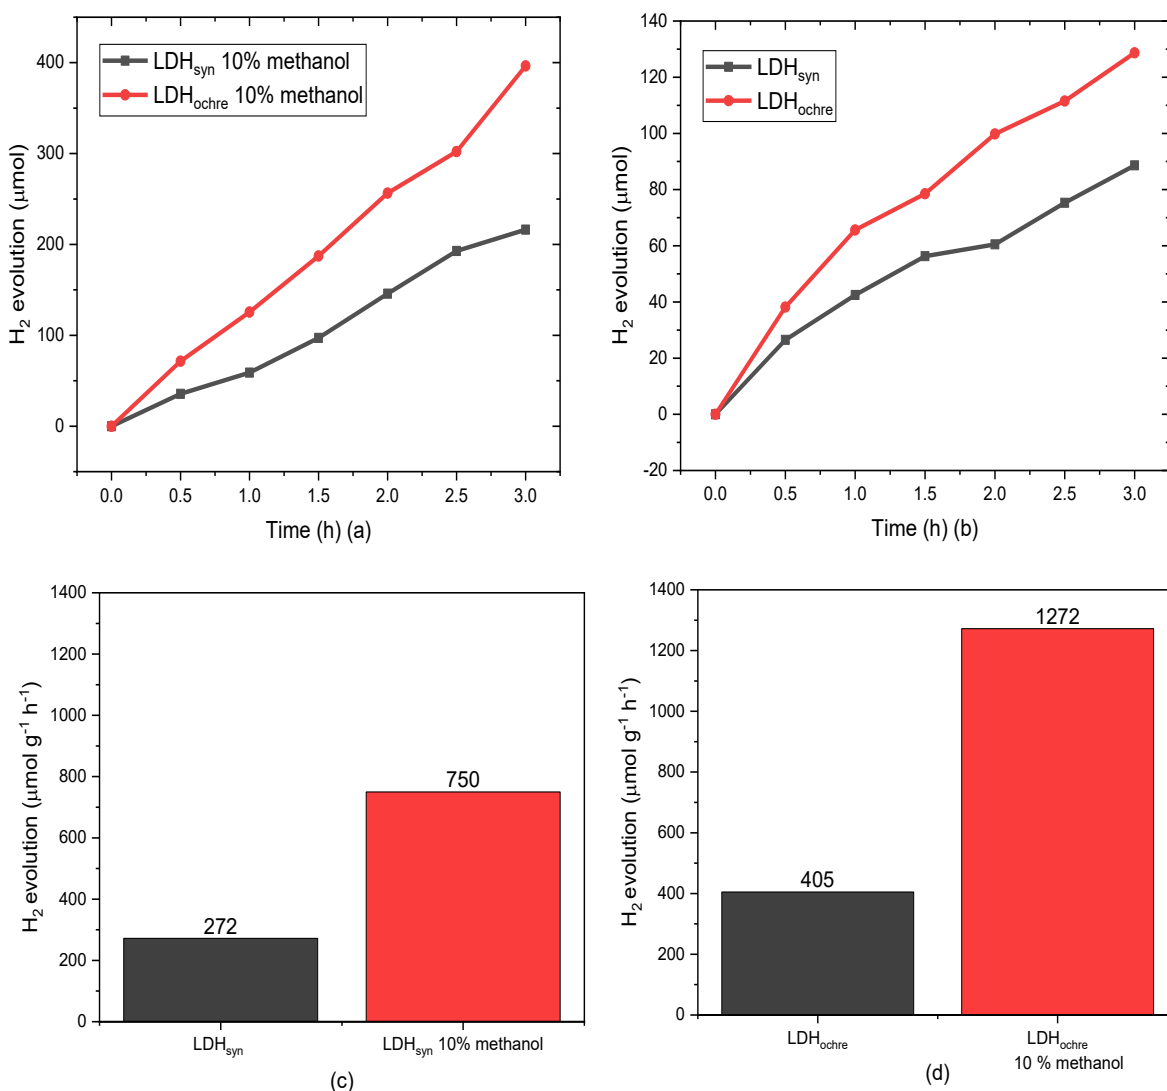 H₂ evolution (μmol)
400
300
200
100
0
LDHsyn 10% methanol
LDHochre 10% methanol
0.0 0.5 1.0 1.5 2.0 2.5 3.0
Time (h) (a)
H₂ evolution (μmol)
140
120
100
80
60
40
20
0
-20
LDHsyn
LDHochre
0.0 0.5 1.0 1.5 2.0 2.5 3.0
Time (h) (b)
H₂ evolution (μmol g⁻¹ h⁻¹)
1400
1200
1000
800
600
400
200
0
272
750
LDHsyn LDHsyn 10% methanol
(c)
H₂ evolution (μmol g⁻¹ h⁻¹)
1400
1200
1000
800
600
400
200
0
405
1272
LDHochre LDHochre
10 % methanol
(d)